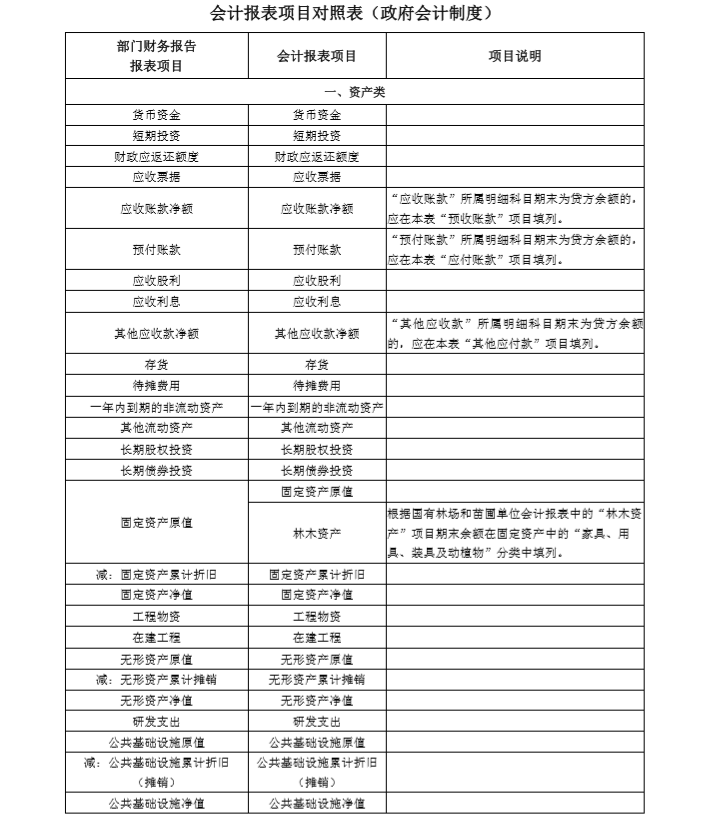 会计报表项目对照表（政府会计制度）
部门财务报告
报表项目
会计报表项目
项目说明
一、资产类
货币资金
货币资金
短期投资
短期投资
财政应返还额度
财政应返还额度
应收票据
应收票据
应收账款净额
应收账款净额
“应收账款”所属明细科目期末为贷方余额的，
应在本表“预收账款”项目填列。
预付账款
预付账款
“预付账款”所属明细科目期末为贷方余额的，
应在本表“应付账款”项目填列。
应收股利
应收股利
应收利息
应收利息
其他应收款净额
其他应收款净额
“其他应收款”所属明细科目期末为贷方余额
的，应在本表“其他应付款”项目填列。
存货
存货
待摊费用
待摊费用
一年内到期的非流动资产
一年内到期的非流动资产
其他流动资产
其他流动资产
长期股权投资
长期股权投资
长期债券投资
长期债券投资
固定资产原值
固定资产原值
林木资产
根据国有林场和苗圃单位会计报表中的“林木资
产”项目期末余额在固定资产中的“家具、用
具、装具及动植物”分类中填列。
减：固定资产累计折旧
固定资产累计折旧
固定资产净值
固定资产净值
工程物资
工程物资
在建工程
在建工程
无形资产原值
无形资产原值
减：无形资产累计摊销
无形资产累计摊销
无形资产净值
无形资产净值
研发支出
研发支出
公共基础设施原值
公共基础设施原值
减：公共基础设施累计折旧
（摊销）
公共基础设施累计折旧
（摊销）
公共基础设施净值
公共基础设施净值